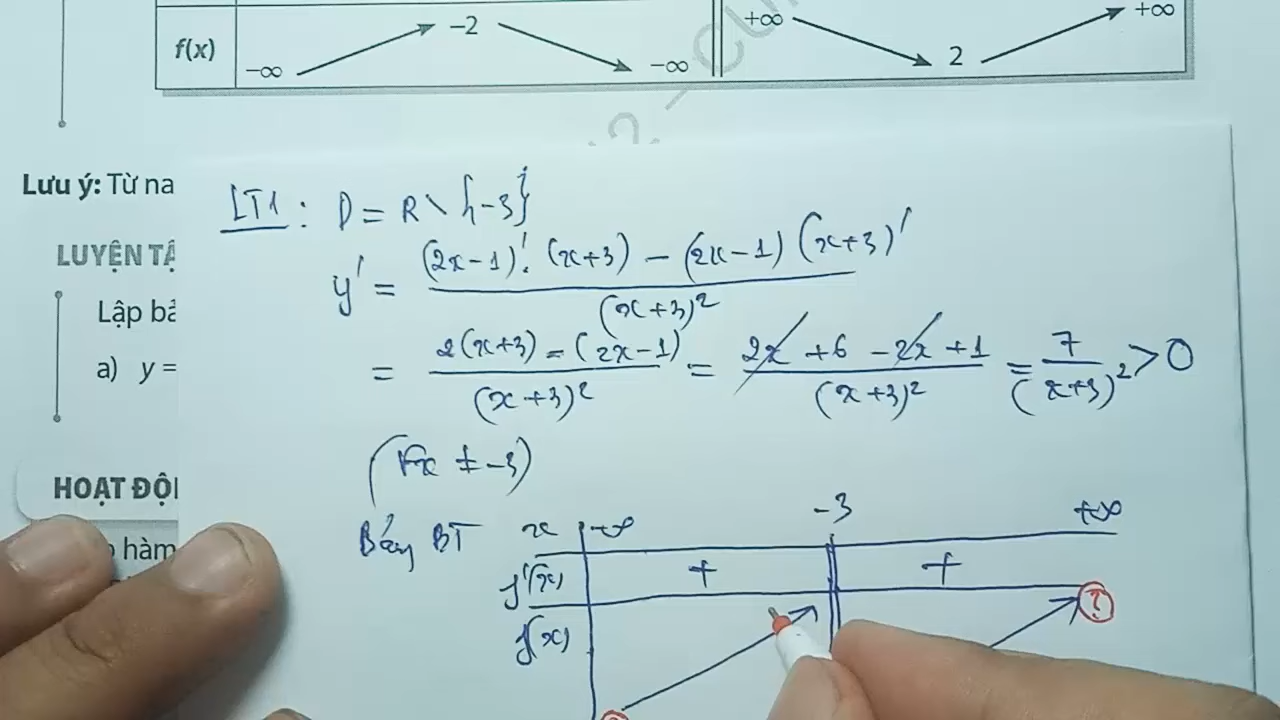 f(x) −∞ −2 −∞ +∞ 2 +∞
Lưu ý: Từ na
LT1 : D = R \ {-3}
LUYỆN TẬ
y' = (2x-1)'. (x+3) - (2x-1) (x+3)' / (x+3)²
Lập bả
a) y =
= 2(x+3) - (2x-1) / (x+3)² = 2x + 6 - 2x + 1 / (x+3)² = 7 / (x+3)² > 0
(∀x ≠ -3)
HOẠT ĐỘ
Bảng BT x -∞ -3 +∞
hàm
f'(x) + +
f(x) ?